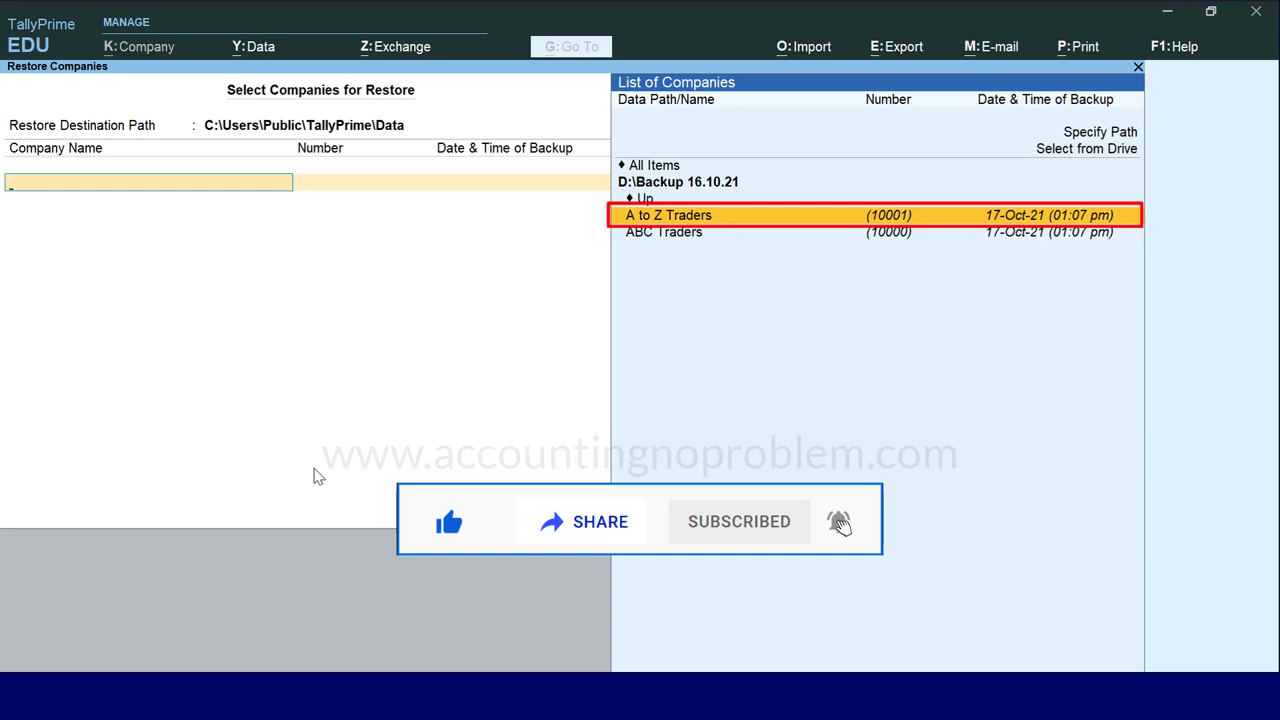 TallyPrime
EDU
MANAGE
K:Company
Y:Data
Z:Exchange
G:Go To
O:Import
E:Export
M:E-mail
P:Print
F1:Help
Restore Companies
Select Companies for Restore
Restore Destination Path : C:\Users\Public\TallyPrime\Data
Company Name Number Date & Time of Backup
List of Companies
Data Path/Name Number Date & Time of Backup
Specify Path
Select from Drive
♦ All Items
D:\Backup 16.10.21
♦ Up
A to Z Traders (10001) 17-Oct-21 (01:07 pm)
ABC Traders (10000) 17-Oct-21 (01:07 pm)
www.accountingnoproblem.com
SHARE
SUBSCRIBED